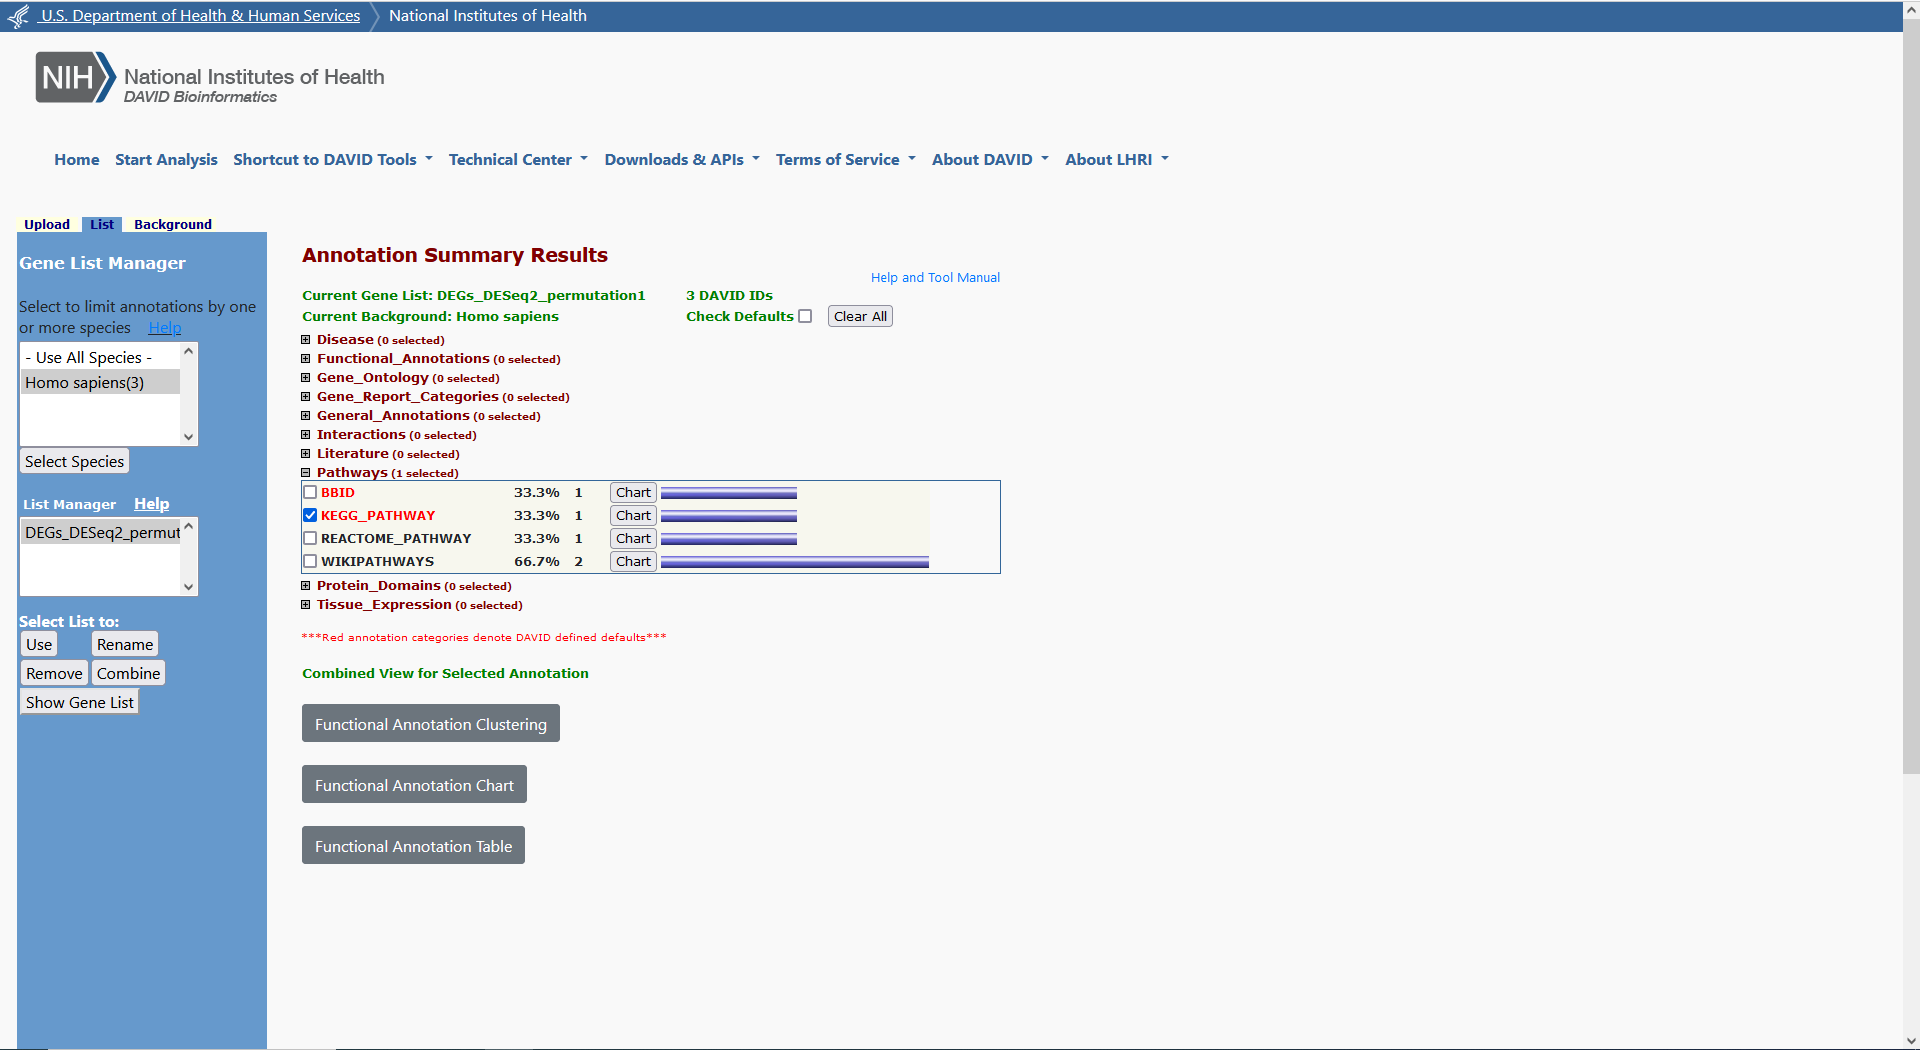 U.S. Department of Health & Human Services National Institutes of Health
NIH National Institutes of Health
DAVID Bioinformatics
Home Start Analysis Shortcut to DAVID Tools Technical Center Downloads & APIs Terms of Service About DAVID About LHRI
Upload List Background
Gene List Manager
Select to limit annotations by one
or more species Help
- Use All Species -
Homo sapiens(3)
Select Species
List Manager Help
DEGs_DESeq2_permut
Select List to:
Use Rename
Remove Combine
Show Gene List
Annotation Summary Results
Help and Tool Manual
Current Gene List: DEGs_DESeq2_permutation1 3 DAVID IDs
Current Background: Homo sapiens Check Defaults Clear All
Disease (0 selected)
Functional_Annotations (0 selected)
Gene_Ontology (0 selected)
Gene_Report_Categories (0 selected)
General_Annotations (0 selected)
Interactions (0 selected)
Literature (0 selected)
Pathways (1 selected)
BBID 33.3% 1 Chart
KEGG_PATHWAY 33.3% 1 Chart
REACTOME_PATHWAY 33.3% 1 Chart
WIKIPATHWAYS 66.7% 2 Chart
Protein_Domains (0 selected)
Tissue_Expression (0 selected)
***Red annotation categories denote DAVID defined defaults***
Combined View for Selected Annotation
Functional Annotation Clustering
Functional Annotation Chart
Functional Annotation Table